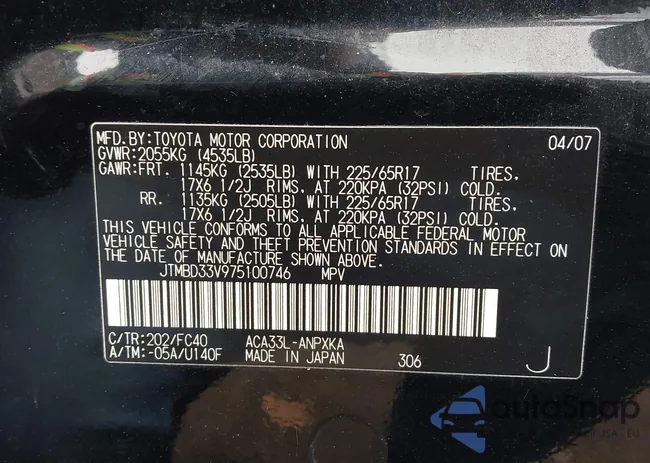 MFD.BY:TOYOTA MOTOR CORPORATION 04/07
GVWR:2055KG (4535LB)
GAWR:FRT. 1145KG (2535LB) WITH 225/65R17 TIRES.
17X6 1/2J RIMS. AT 220KPA (32PSI) COLD.
RR. 1135KG (2505LB) WITH 225/65R17 TIRES.
17X6 1/2J RIMS. AT 220KPA (32PSI) COLD.
THIS VEHICLE CONFORMS TO ALL APPLICABLE FEDERAL MOTOR
VEHICLE SAFETY AND THEFT PREVENTION STANDARDS IN EFFECT ON
THE DATE OF MANUFACTURE SHOWN ABOVE.
JTMBD33V975100746 MPV
C/TR:202/FC40 ACA33L-ANPXKA
A/TM:-05A/U140F MADE IN JAPAN 306 J
autoSnap
USA - EU